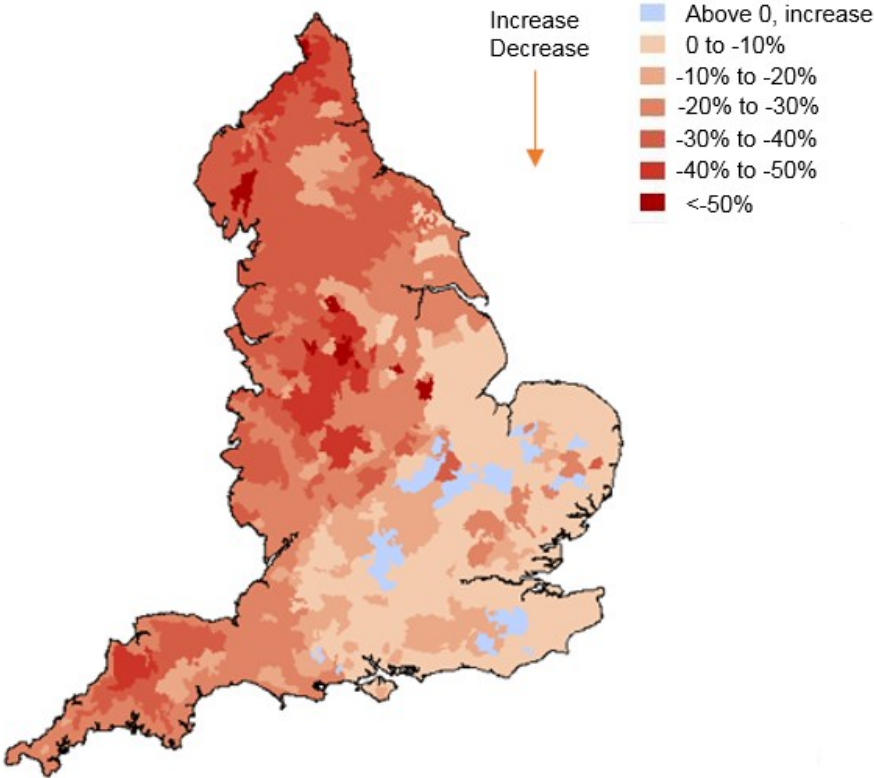 Increase
Decrease
Above 0, increase
0 to -10%
-10% to -20%
-20% to -30%
-30% to -40%
-40% to -50%
<-50%